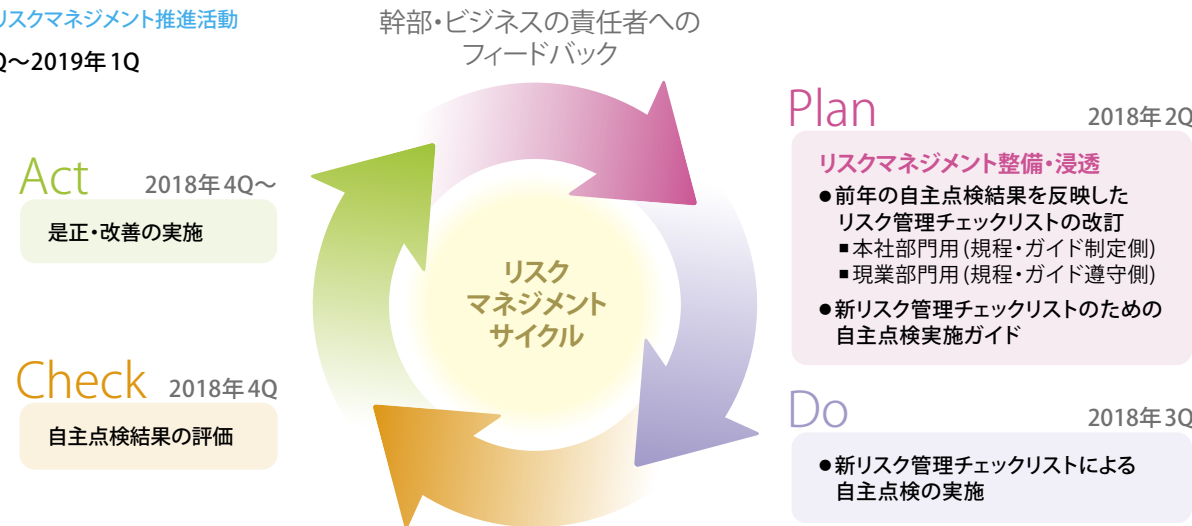 リスクマネジメント推進活動
Q〜2019年1Q
幹部・ビジネスの責任者への
フィードバック
Plan 2018年2Q
リスクマネジメント整備・浸透
●前年の自主点検結果を反映した
リスク管理チェックリストの改訂
■本社部門用(規程・ガイド制定側)
■現業部門用(規程・ガイド遵守側)
●新リスク管理チェックリストのための
自主点検実施ガイド
Do 2018年3Q
●新リスク管理チェックリストによる
自主点検の実施
Check 2018年4Q
自主点検結果の評価
Act 2018年4Q〜
是正・改善の実施
リスク
マネジメント
サイクル